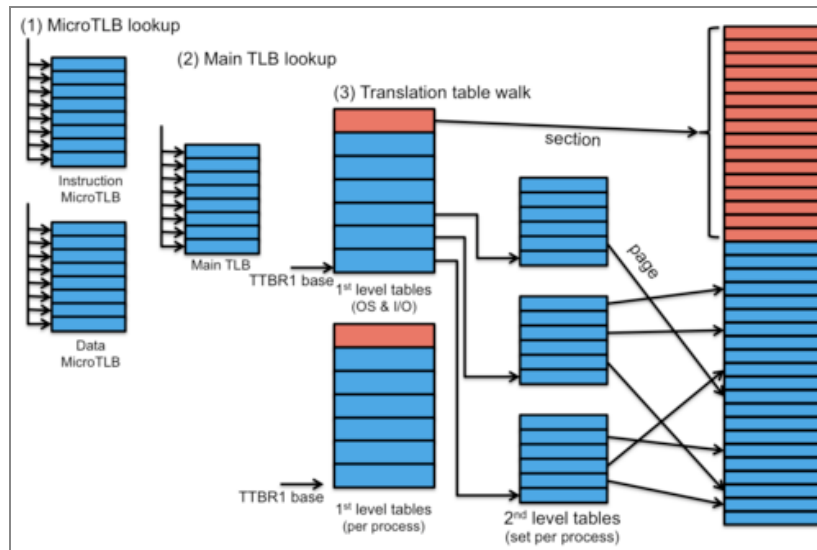 (1) MicroTLB lookup
(2) Main TLB lookup
(3) Translation table walk
section
Instruction
MicroTLB
page
Main TLB
TTBR1 base
1st level tables
(OS & I/O)
Data
MicroTLB
TTBR1 base
1st level tables
(per process)
2nd level tables
(set per process)